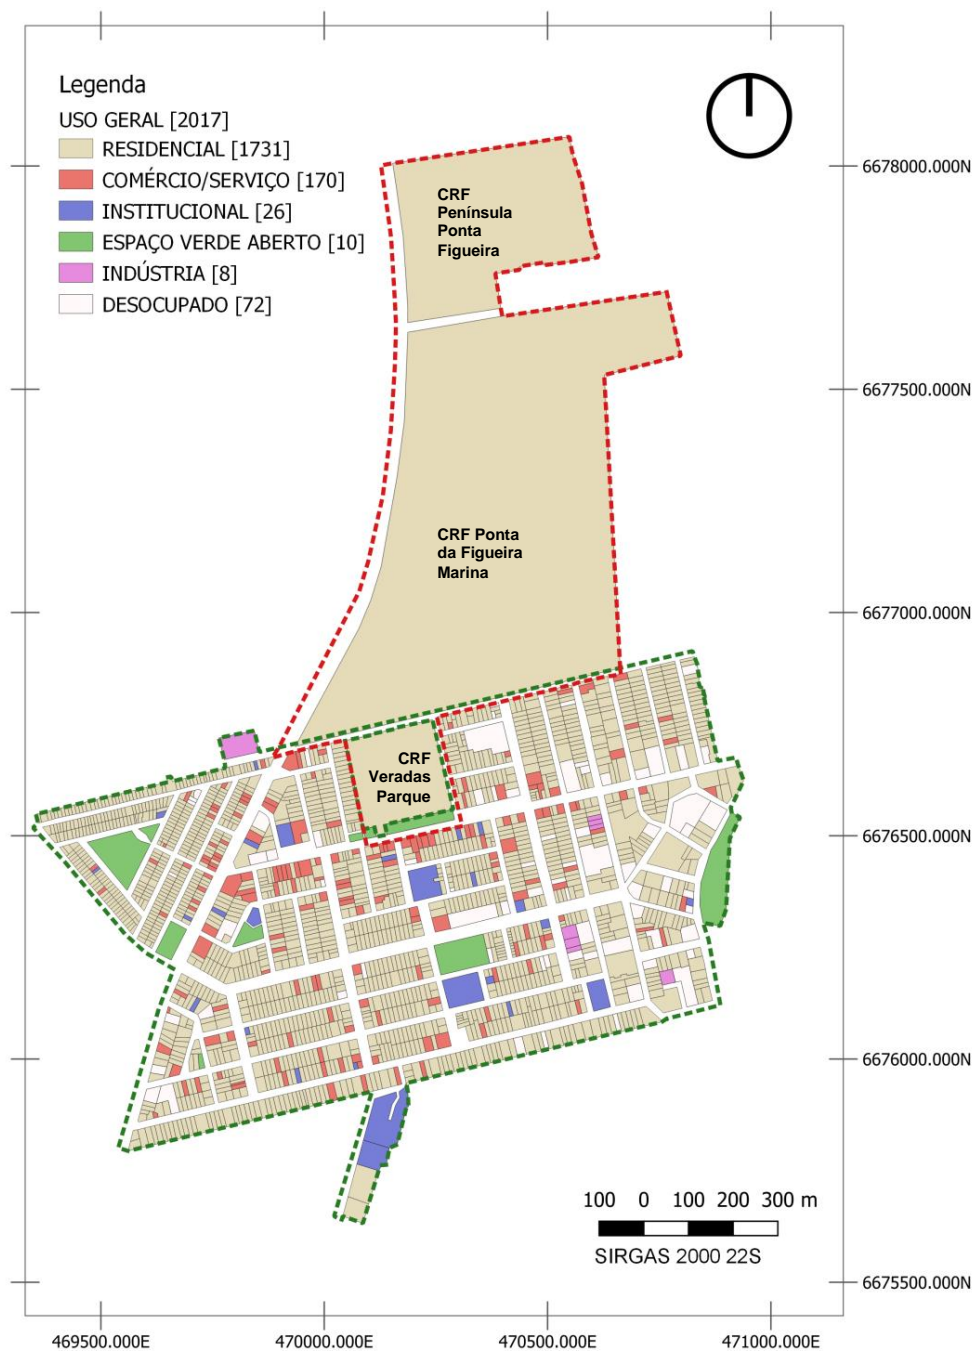 Legenda
USO GERAL [2017]
RESIDENCIAL [1731]
COMÉRCIO/SERVIÇO [170]
INSTITUCIONAL [26]
ESPAÇO VERDE ABERTO [10]
INDÚSTRIA [8]
DESOCUPADO [72]
CRF
Península
Ponta
Figueira
6678000.000N
6677500.000N
CRF Ponta
da Figueira
Marina
6677000.000N
CRF
Veradas
Parque
6676500.000N
6676000.000N
100 0 100 200 300 m
SIRGAS 2000 22S
6675500.000N
469500.000E 470000.000E 470500.000E 471000.000E